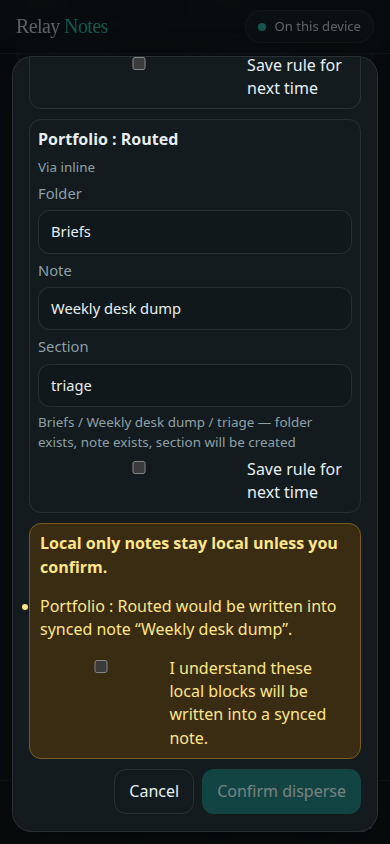 Relay Notes
On this device
Save rule for
next time
Portfolio : Routed
Via inline
Folder
Briefs
Note
Weekly desk dump
Section
triage
Briefs / Weekly desk dump / triage — folder
exists, note exists, section will be created
Save rule for
next time
Local only notes stay local unless you
confirm.
Portfolio : Routed would be written into
synced note “Weekly desk dump”.
I understand these
local blocks will be
written into a synced
note.
Cancel
Confirm disperse